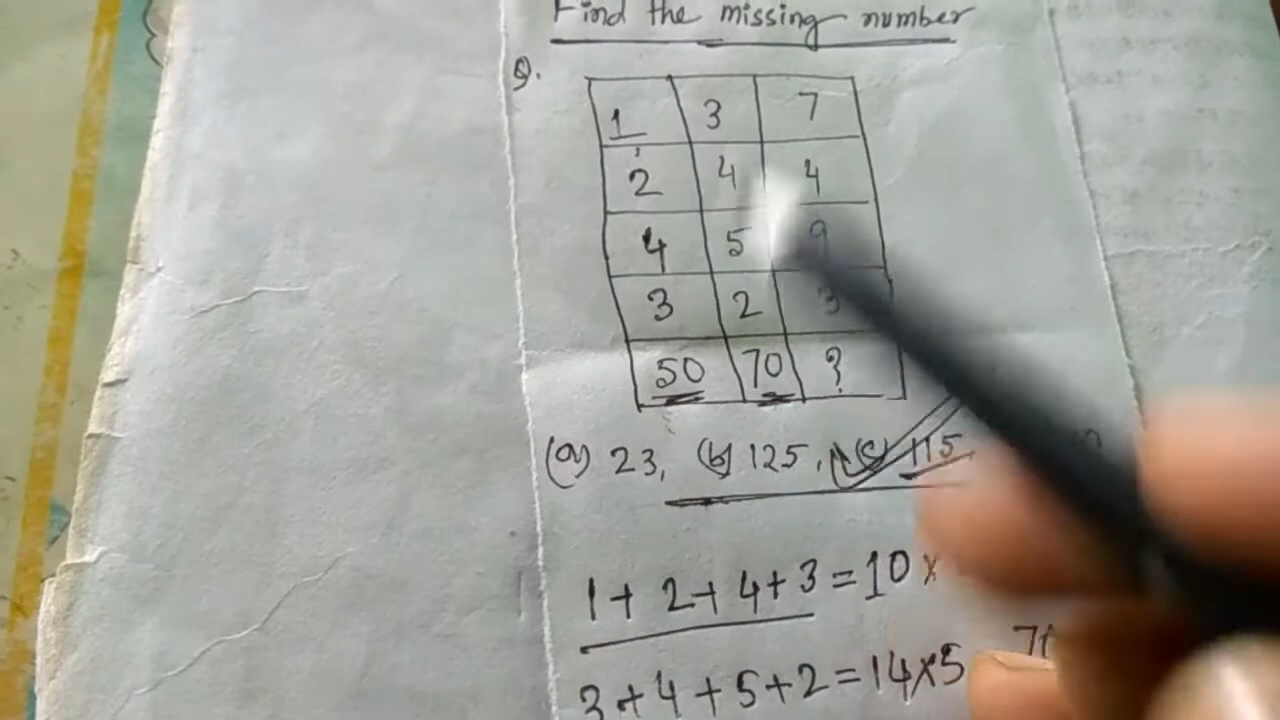 Find the missing number
Q.
1 3 7
2 4 4
4 5 9
3 2 3
50 70 ?
(a) 23, (b) 125, (c) 115
1 + 2 + 4 + 3 = 10 ×
3 + 4 + 5 + 2 = 14 × 5